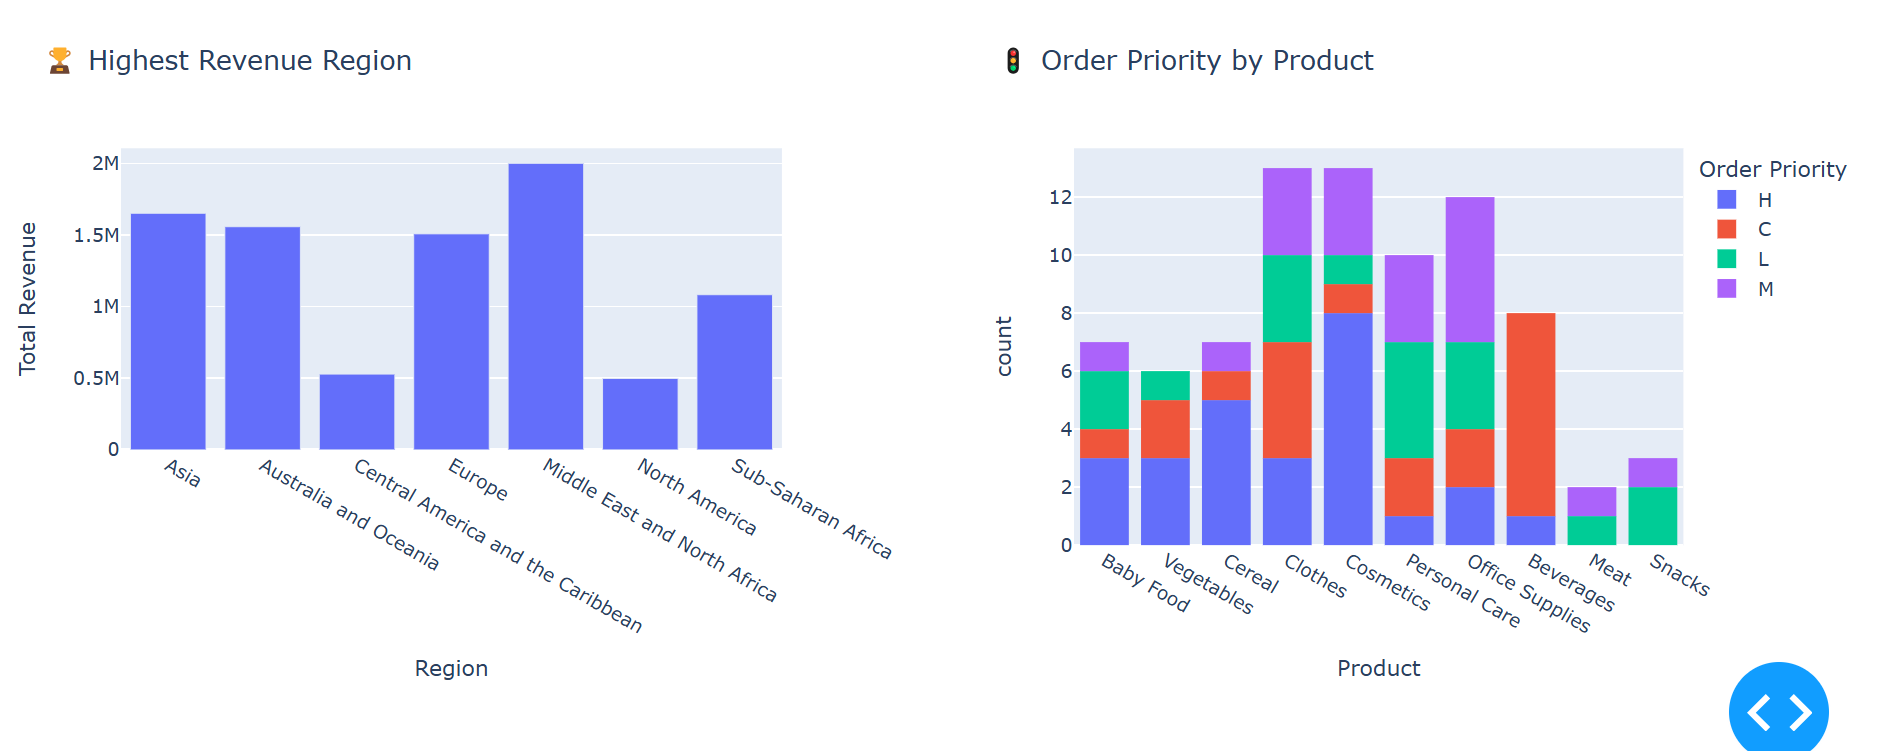 🏆 Highest Revenue Region
Total Revenue
2M
1.5M
1M
0.5M
0
Asia
Australia and Oceania
Central America and the Caribbean
Europe
Middle East and North Africa
North America
Sub-Saharan Africa
Region
🚦 Order Priority by Product
count
12
10
8
6
4
2
0
Baby Food
Vegetables
Cereal
Clothes
Cosmetics
Personal Care
Office Supplies
Beverages
Meat
Snacks
Product
Order Priority
H
C
L
M